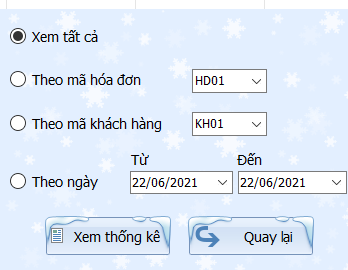 Xem tất cả
Theo mã hóa đơn HD01
Theo mã khách hàng KH01
Từ Đến
Theo ngày 22/06/2021 22/06/2021
Xem thống kê Quay lại